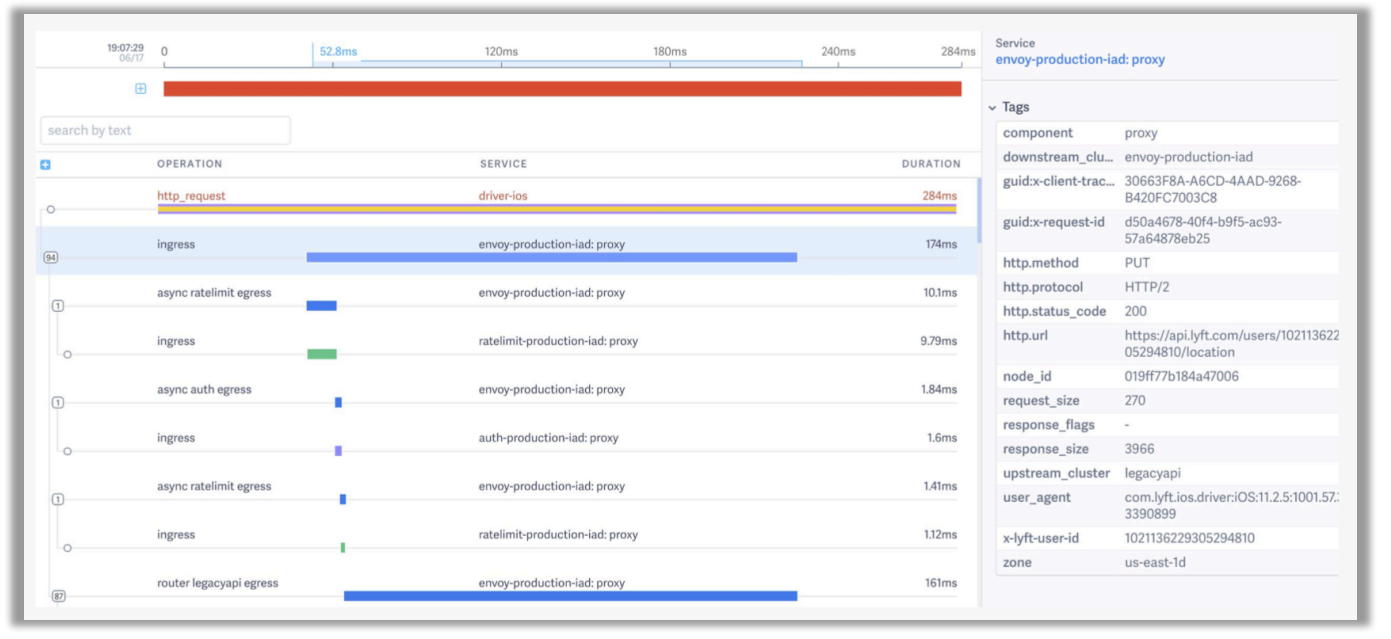 19:07:29
06/17
0 52.8ms 120ms 180ms 240ms 284ms
search by text
OPERATION SERVICE DURATION
http_request driver-ios 284ms
ingress envoy-production-iad: proxy 174ms
94
async ratelimit egress envoy-production-iad: proxy 10.1ms
1
ingress ratelimit-production-iad: proxy 9.79ms
async auth egress envoy-production-iad: proxy 1.84ms
1
ingress auth-production-iad: proxy 1.6ms
async ratelimit egress envoy-production-iad: proxy 1.41ms
1
ingress ratelimit-production-iad: proxy 1.12ms
router legacyapi egress envoy-production-iad: proxy 161ms
87
Service
envoy-production-iad: proxy
Tags
component proxy
downstream_clu... envoy-production-iad
guid:x-client-trac... 30663F8A-A6CD-4AAD-9268-
B420FC7003C8
guid:x-request-id d50a4678-40f4-b9f5-ac93-
57a64878eb25
http.method PUT
http.protocol HTTP/2
http.status_code 200
http.url https://api.lyft.com/users/102113622
05294810/location
node_id 019ff77b184a47006
request_size 270
response_flags -
response_size 3966
upstream_cluster legacyapi
user_agent com.lyft.ios.driver:iOS:11.2.5:1001.57.
3390899
x-lyft-user-id 1021136229305294810
zone us-east-1d